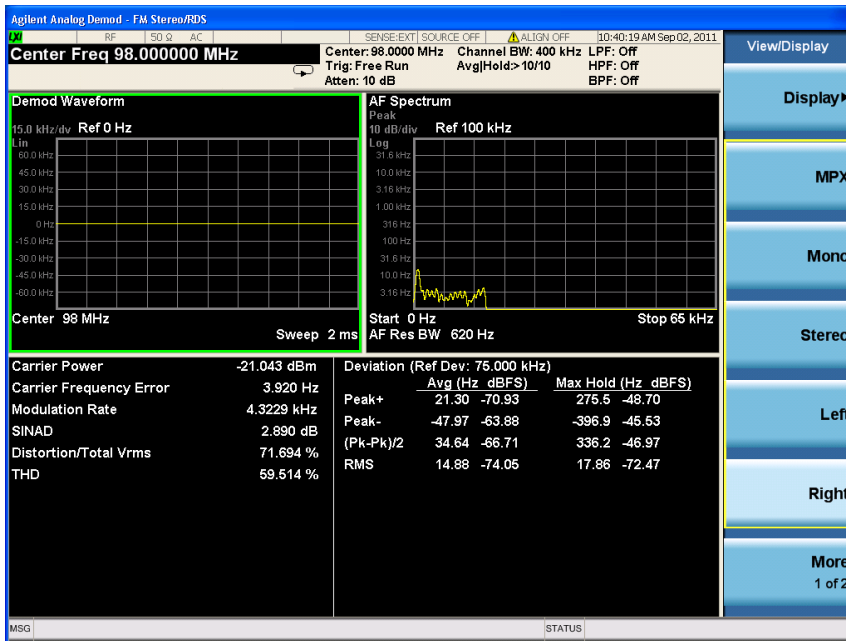 Agilent Analog Demod - FM Stereo/RDS
LXI RF 50 Ω AC SENSE:EXT SOURCE OFF ALIGN OFF 10:40:19 AM Sep 02, 2011
Center Freq 98.000000 MHz
Center: 98.0000 MHz Channel BW: 400 kHz LPF: Off
Trig: Free Run Avg|Hold:>10/10 HPF: Off
Atten: 10 dB BPF: Off
Demod Waveform
15.0 kHz/dv Ref 0 Hz
Lin
60.0 kHz
45.0 kHz
30.0 kHz
15.0 kHz
0 Hz
-15.0 kHz
-30.0 kHz
-45.0 kHz
-60.0 kHz
Center 98 MHz
Sweep 2 ms
AF Spectrum
Peak
10 dB/div Ref 100 kHz
Log
31.6 kHz
10.0 kHz
3.16 kHz
1.00 kHz
316 Hz
100 Hz
31.6 Hz
10.0 Hz
3.16 Hz
Start 0 Hz Stop 65 kHz
AF Res BW 620 Hz
Carrier Power -21.043 dBm
Carrier Frequency Error 3.920 Hz
Modulation Rate 4.3229 kHz
SINAD 2.890 dB
Distortion/Total Vrms 71.694 %
THD 59.514 %
Deviation (Ref Dev: 75.000 kHz)
Avg (Hz dBFS) Max Hold (Hz dBFS)
Peak+ 21.30 -70.93 275.5 -48.70
Peak- -47.97 -63.88 -396.9 -45.53
(Pk-Pk)/2 34.64 -66.71 336.2 -46.97
RMS 14.88 -74.05 17.86 -72.47
View/Display
Display
MPX
Mono
Stereo
Left
Right
More
1 of 2
MSG STATUS